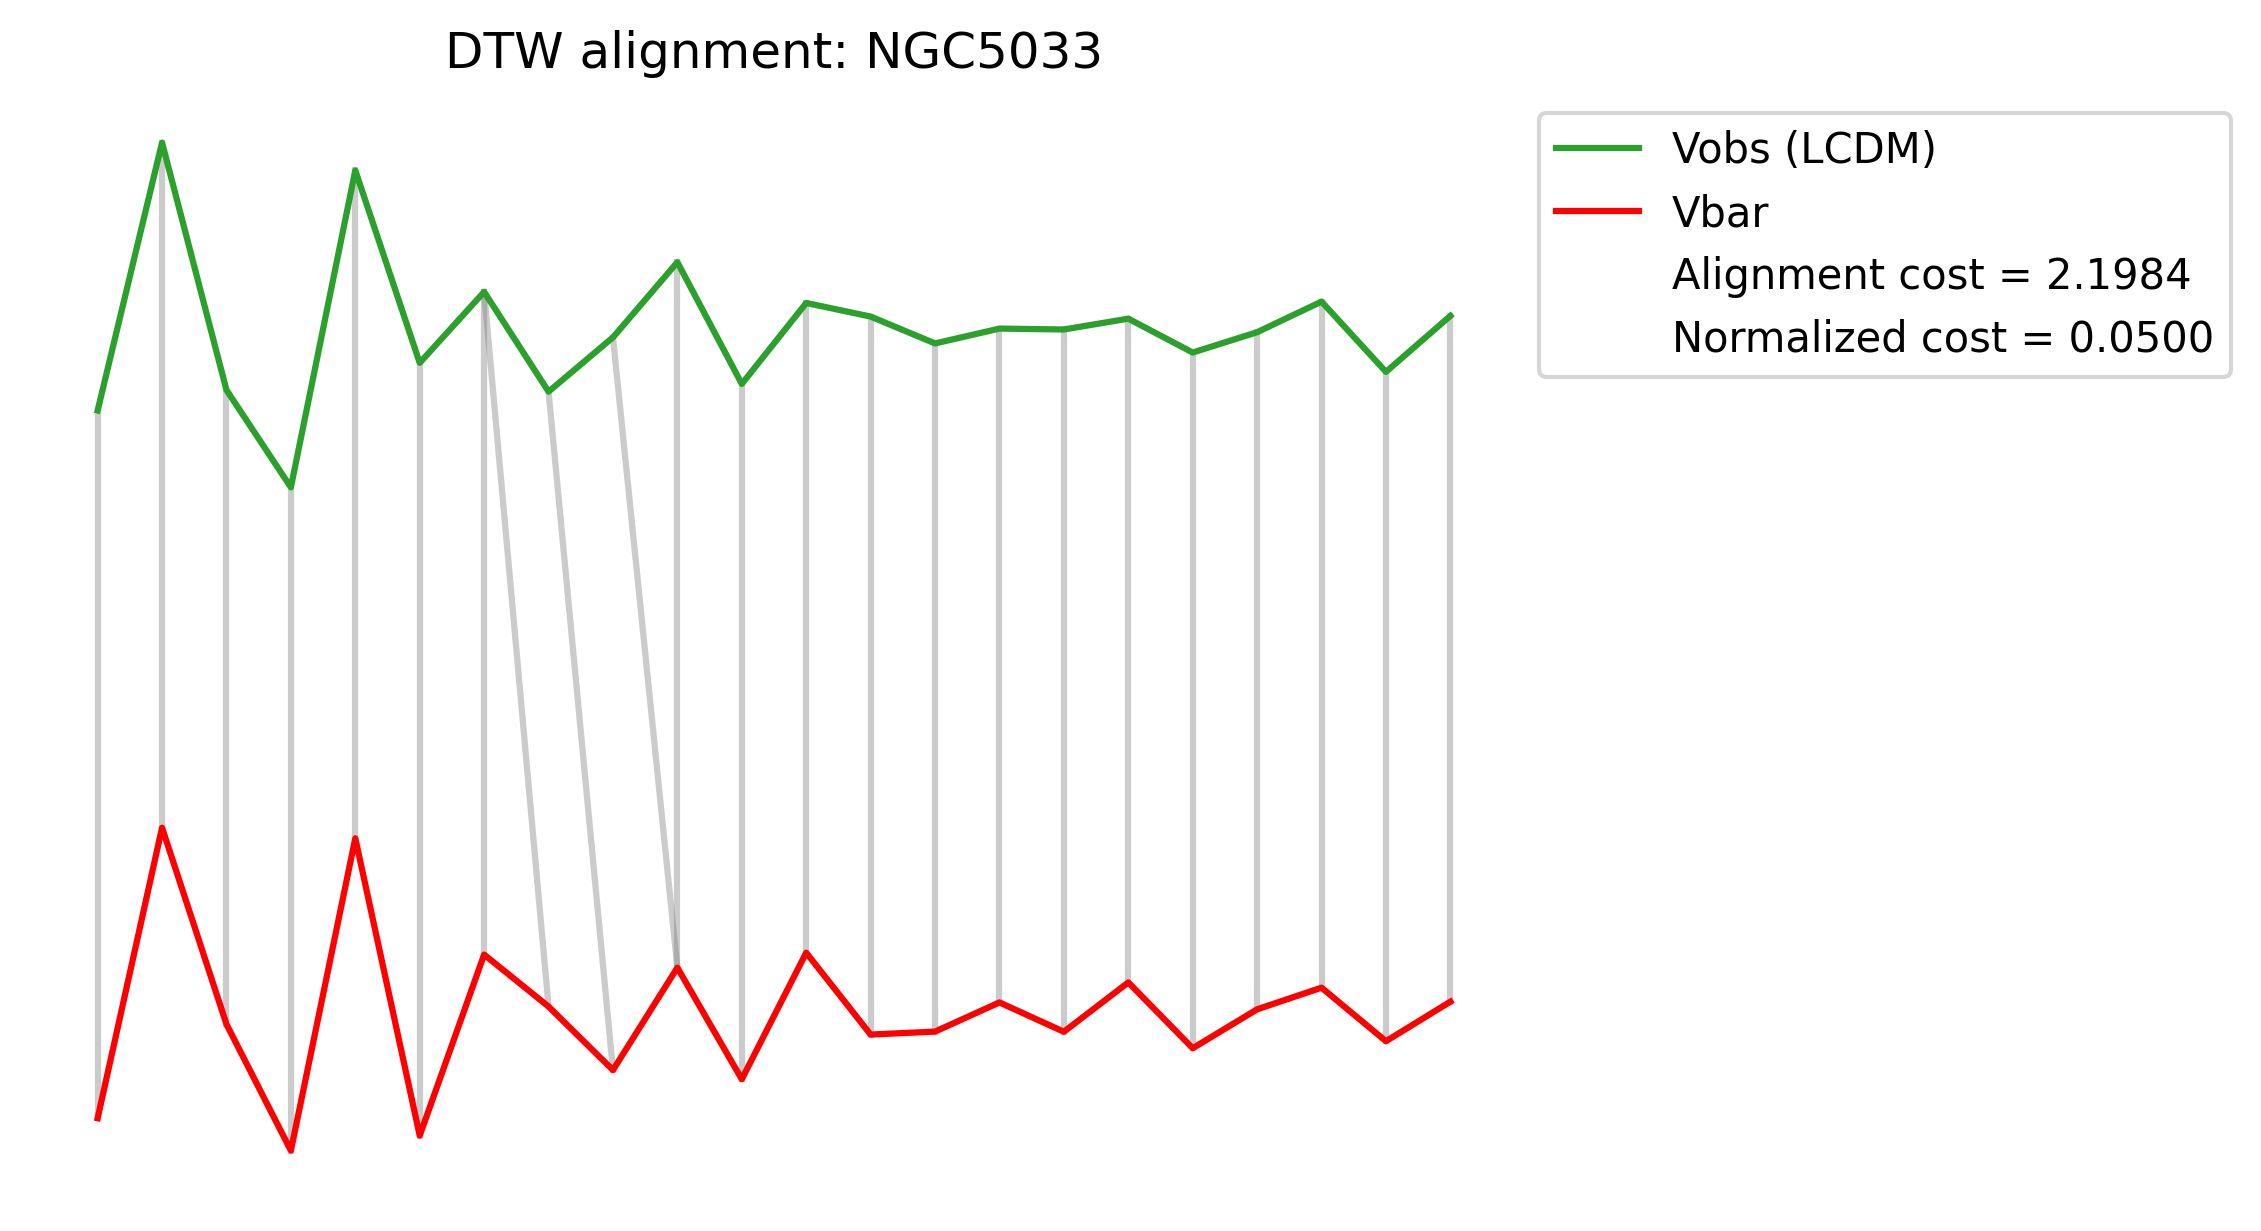 DTW alignment: NGC5033
Vobs (LCDM)
Vbar
Alignment cost = 2.1984
Normalized cost = 0.0500